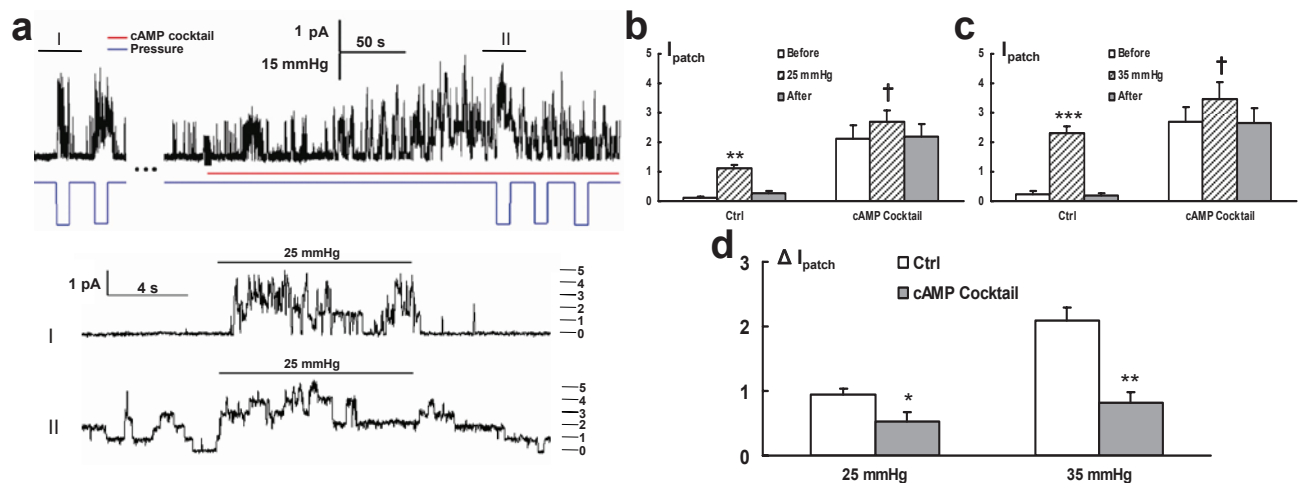 a
I
cAMP cocktail
Pressure
1 pA
50 s
15 mmHg
II
...
25 mmHg
1 pA
4 s
5
4
3
2
1
0
I
25 mmHg
5
4
3
2
1
0
II
b
I patch
Before
25 mmHg
After
5
4
3
2
1
0
**
†
Ctrl
cAMP Cocktail
c
I patch
Before
35 mmHg
After
5
4
3
2
1
0
***
†
Ctrl
cAMP Cocktail
d
Δ I patch
Ctrl
cAMP Cocktail
3
2
1
0
*
**
25 mmHg
35 mmHg